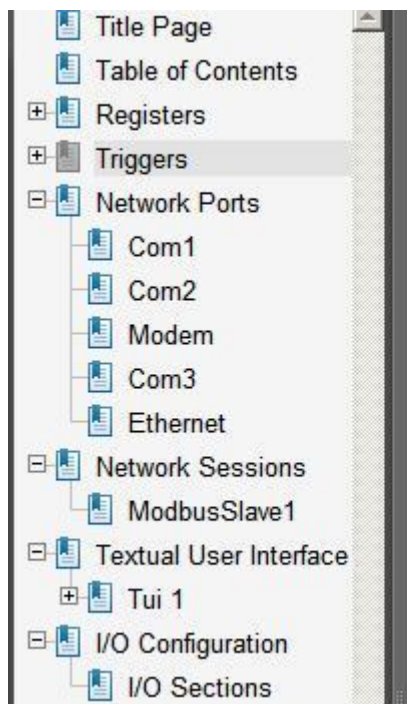 Title Page
Table of Contents
Registers
Triggers
Network Ports
Com1
Com2
Modem
Com3
Ethernet
Network Sessions
ModbusSlave1
Textual User Interface
Tui 1
I/O Configuration
I/O Sections